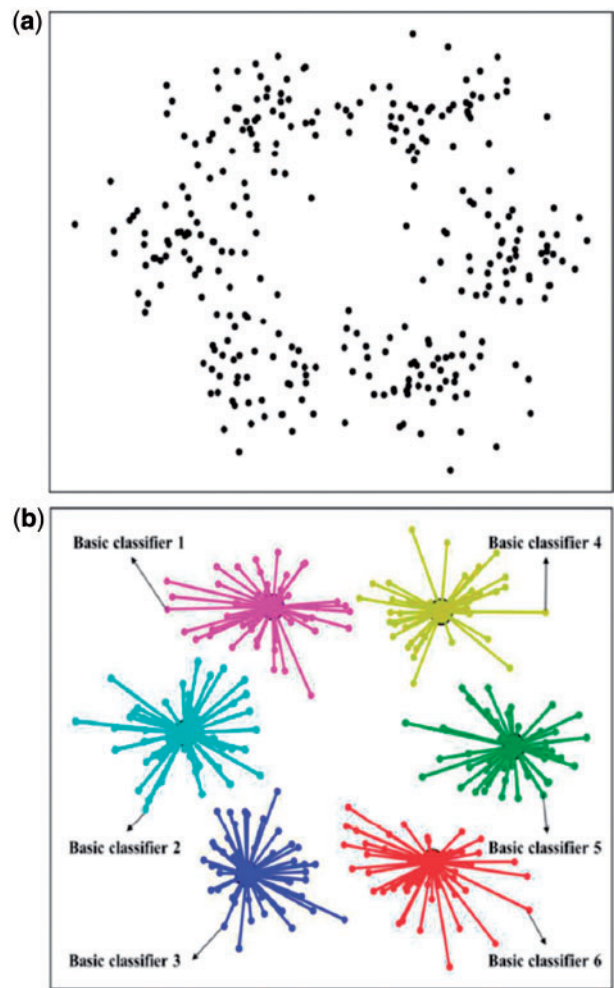 (a)
(b)
Basic classifier 1
Basic classifier 4
Basic classifier 2
Basic classifier 5
Basic classifier 3
Basic classifier 6